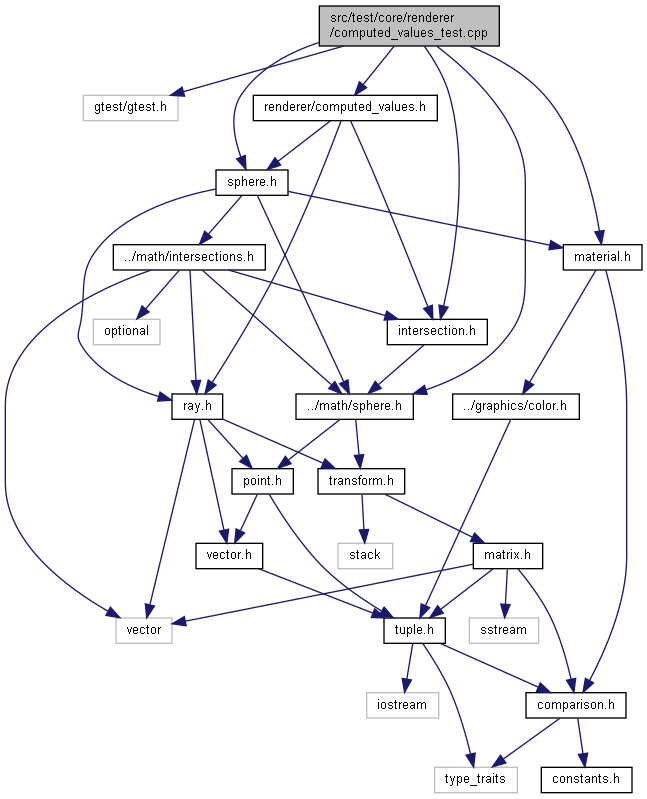 src/test/core/renderer
/computed_values_test.cpp
gtest/gtest.h
renderer/computed_values.h
sphere.h
../math/intersections.h
material.h
optional
intersection.h
ray.h
../math/sphere.h
../graphics/color.h
point.h
transform.h
vector.h
stack
matrix.h
vector
tuple.h
sstream
iostream
comparison.h
type_traits
constants.h